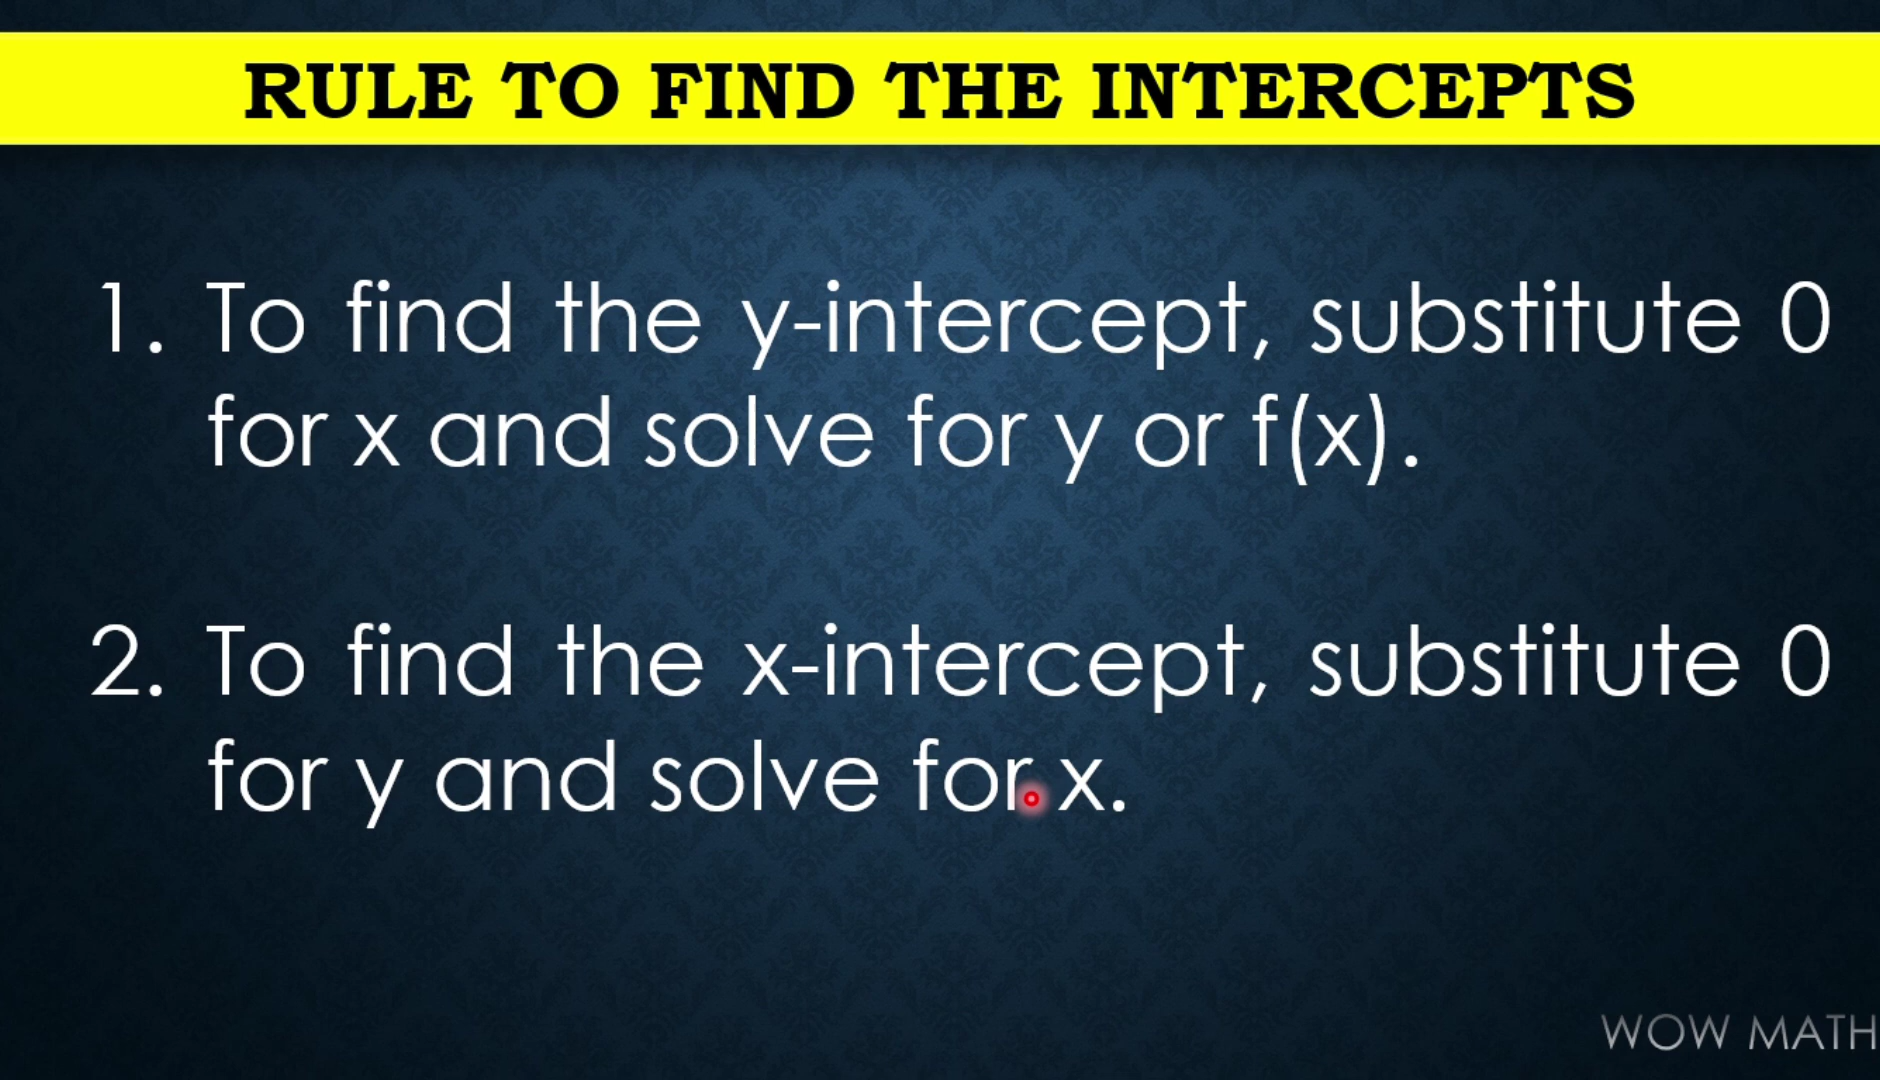 RULE TO FIND THE INTERCEPTS
1. To find the y-intercept, substitute 0
for x and solve for y or f(x).
2. To find the x-intercept, substitute 0
for y and solve for x.
WOW MATH